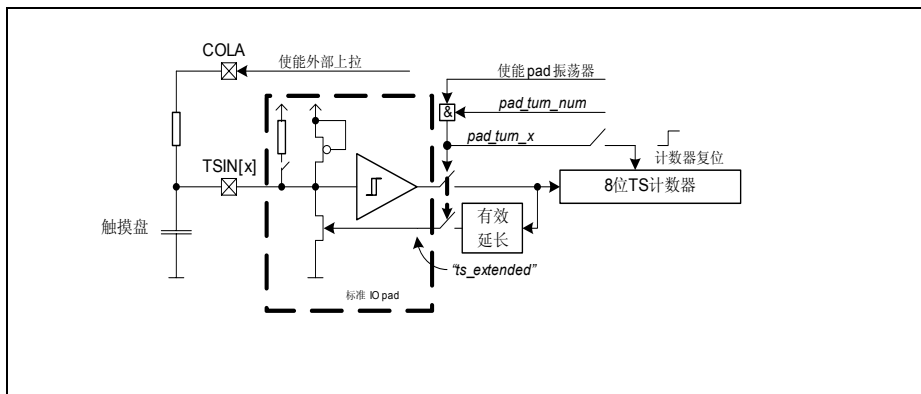 COLA
使能外部上拉
使能pad振荡器
&
pad_tum_num
pad_tum_x
计数器复位
TSIN[x]
8位TS计数器
触摸盘
有效
延长
“ts_extended”
标准 IO pad